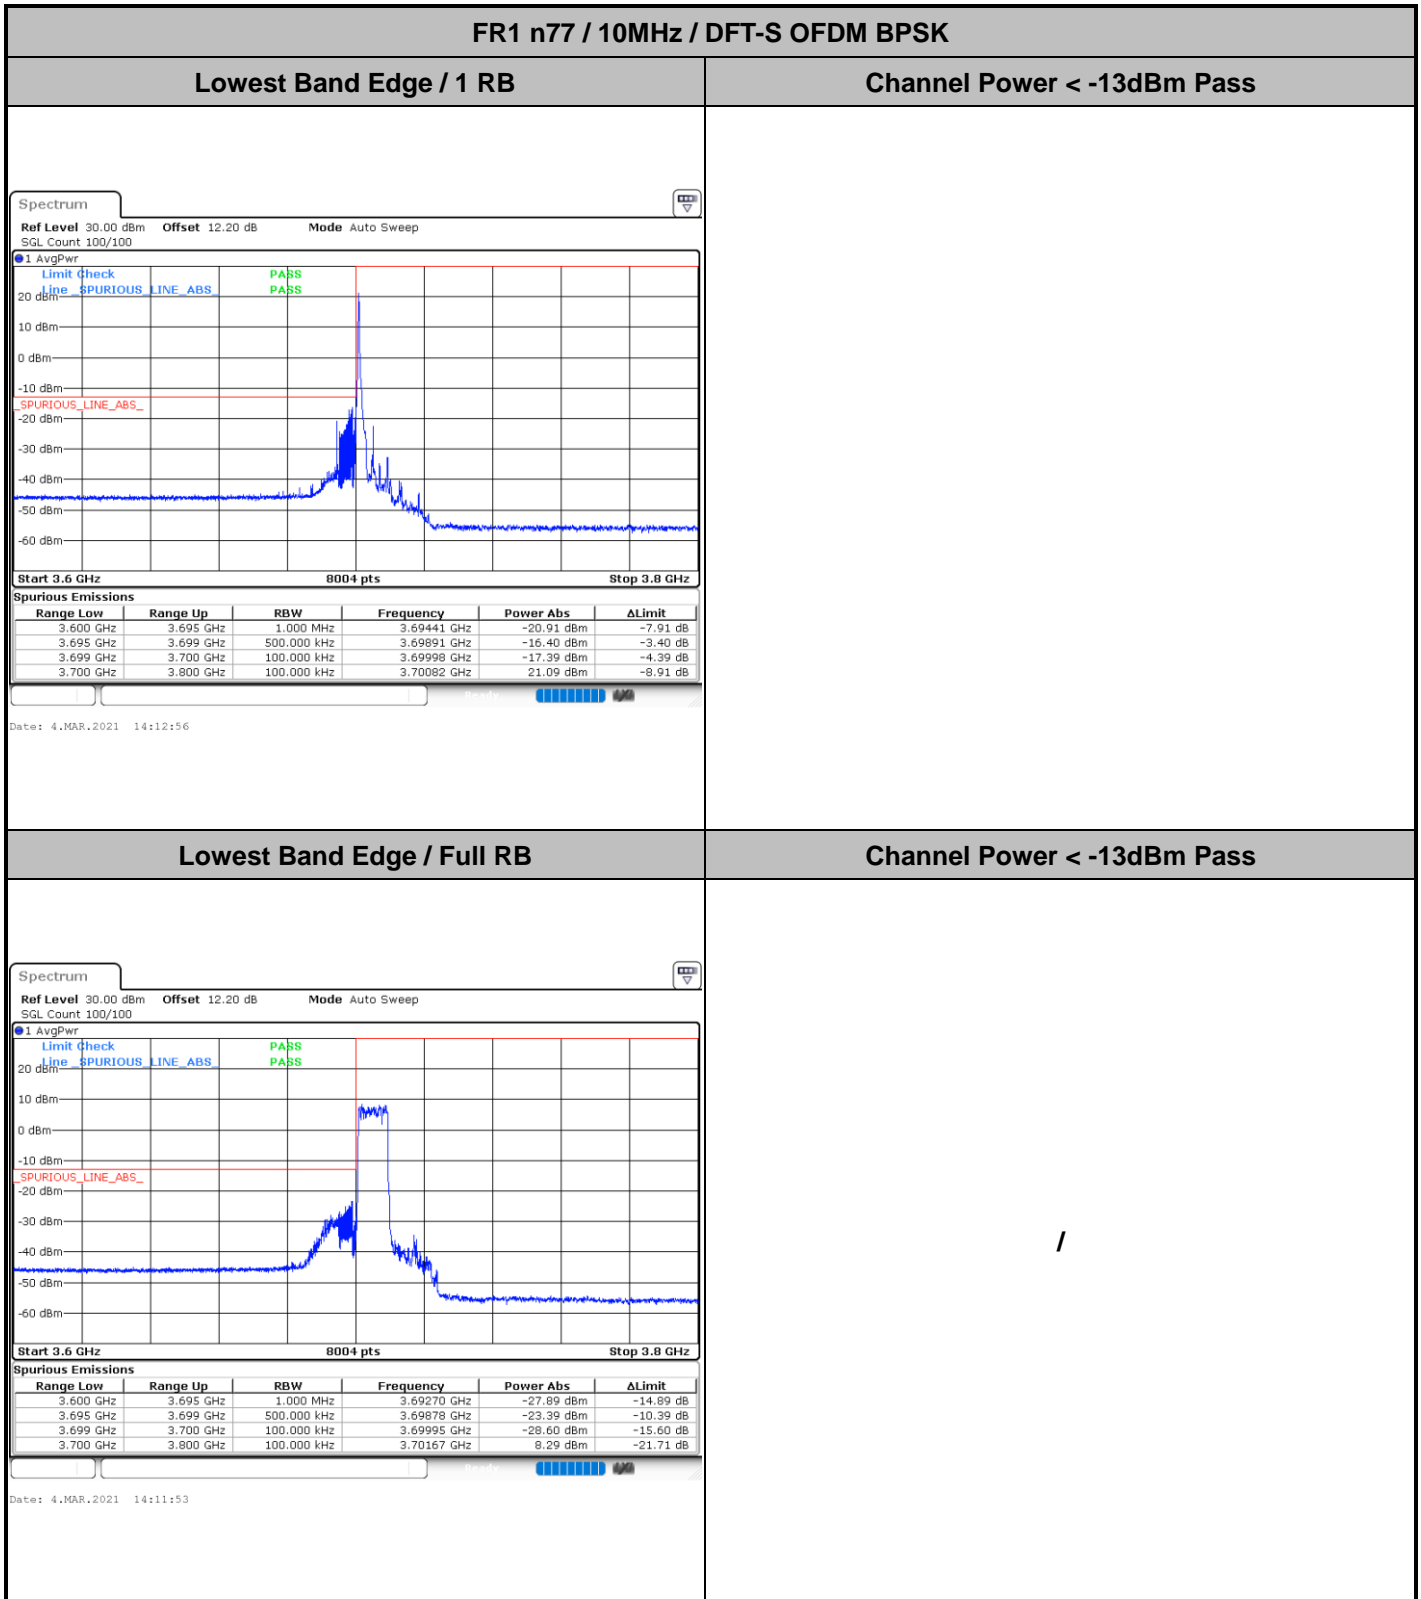 FR1 n77 / 10MHz / DFT-S OFDM BPSK
Lowest Band Edge / 1 RB
Channel Power < -13dBm Pass
Spectrum
Ref Level 30.00 dBm Offset 12.20 dB Mode Auto Sweep
SGL Count 100/100
1 AvgPwr
Limit Check PASS
Line _SPURIOUS_LINE_ABS_ PASS
20 dBm
10 dBm
0 dBm
-10 dBm
_SPURIOUS_LINE_ABS_
-20 dBm
-30 dBm
-40 dBm
-50 dBm
-60 dBm
Start 3.6 GHz 8004 pts Stop 3.8 GHz
Spurious Emissions
Range Low Range Up RBW Frequency Power Abs ΔLimit
3.600 GHz 3.695 GHz 1.000 MHz 3.69441 GHz -20.91 dBm -7.91 dB
3.695 GHz 3.699 GHz 500.000 kHz 3.69891 GHz -16.40 dBm -3.40 dB
3.699 GHz 3.700 GHz 100.000 kHz 3.69998 GHz -17.39 dBm -4.39 dB
3.700 GHz 3.800 GHz 100.000 kHz 3.70082 GHz 21.09 dBm -8.91 dB
Ready
Date: 4.MAR.2021 14:12:56
Lowest Band Edge / Full RB
Channel Power < -13dBm Pass
Spectrum
Ref Level 30.00 dBm Offset 12.20 dB Mode Auto Sweep
SGL Count 100/100
1 AvgPwr
Limit Check PASS
Line _SPURIOUS_LINE_ABS_ PASS
20 dBm
10 dBm
0 dBm
-10 dBm
_SPURIOUS_LINE_ABS_
-20 dBm
-30 dBm
-40 dBm
-50 dBm
-60 dBm
Start 3.6 GHz 8004 pts Stop 3.8 GHz
Spurious Emissions
Range Low Range Up RBW Frequency Power Abs ΔLimit
3.600 GHz 3.695 GHz 1.000 MHz 3.69270 GHz -27.89 dBm -14.89 dB
3.695 GHz 3.699 GHz 500.000 kHz 3.69878 GHz -23.39 dBm -10.39 dB
3.699 GHz 3.700 GHz 100.000 kHz 3.69995 GHz -28.60 dBm -15.60 dB
3.700 GHz 3.800 GHz 100.000 kHz 3.70167 GHz 8.29 dBm -21.71 dB
Ready
Date: 4.MAR.2021 14:11:53
/